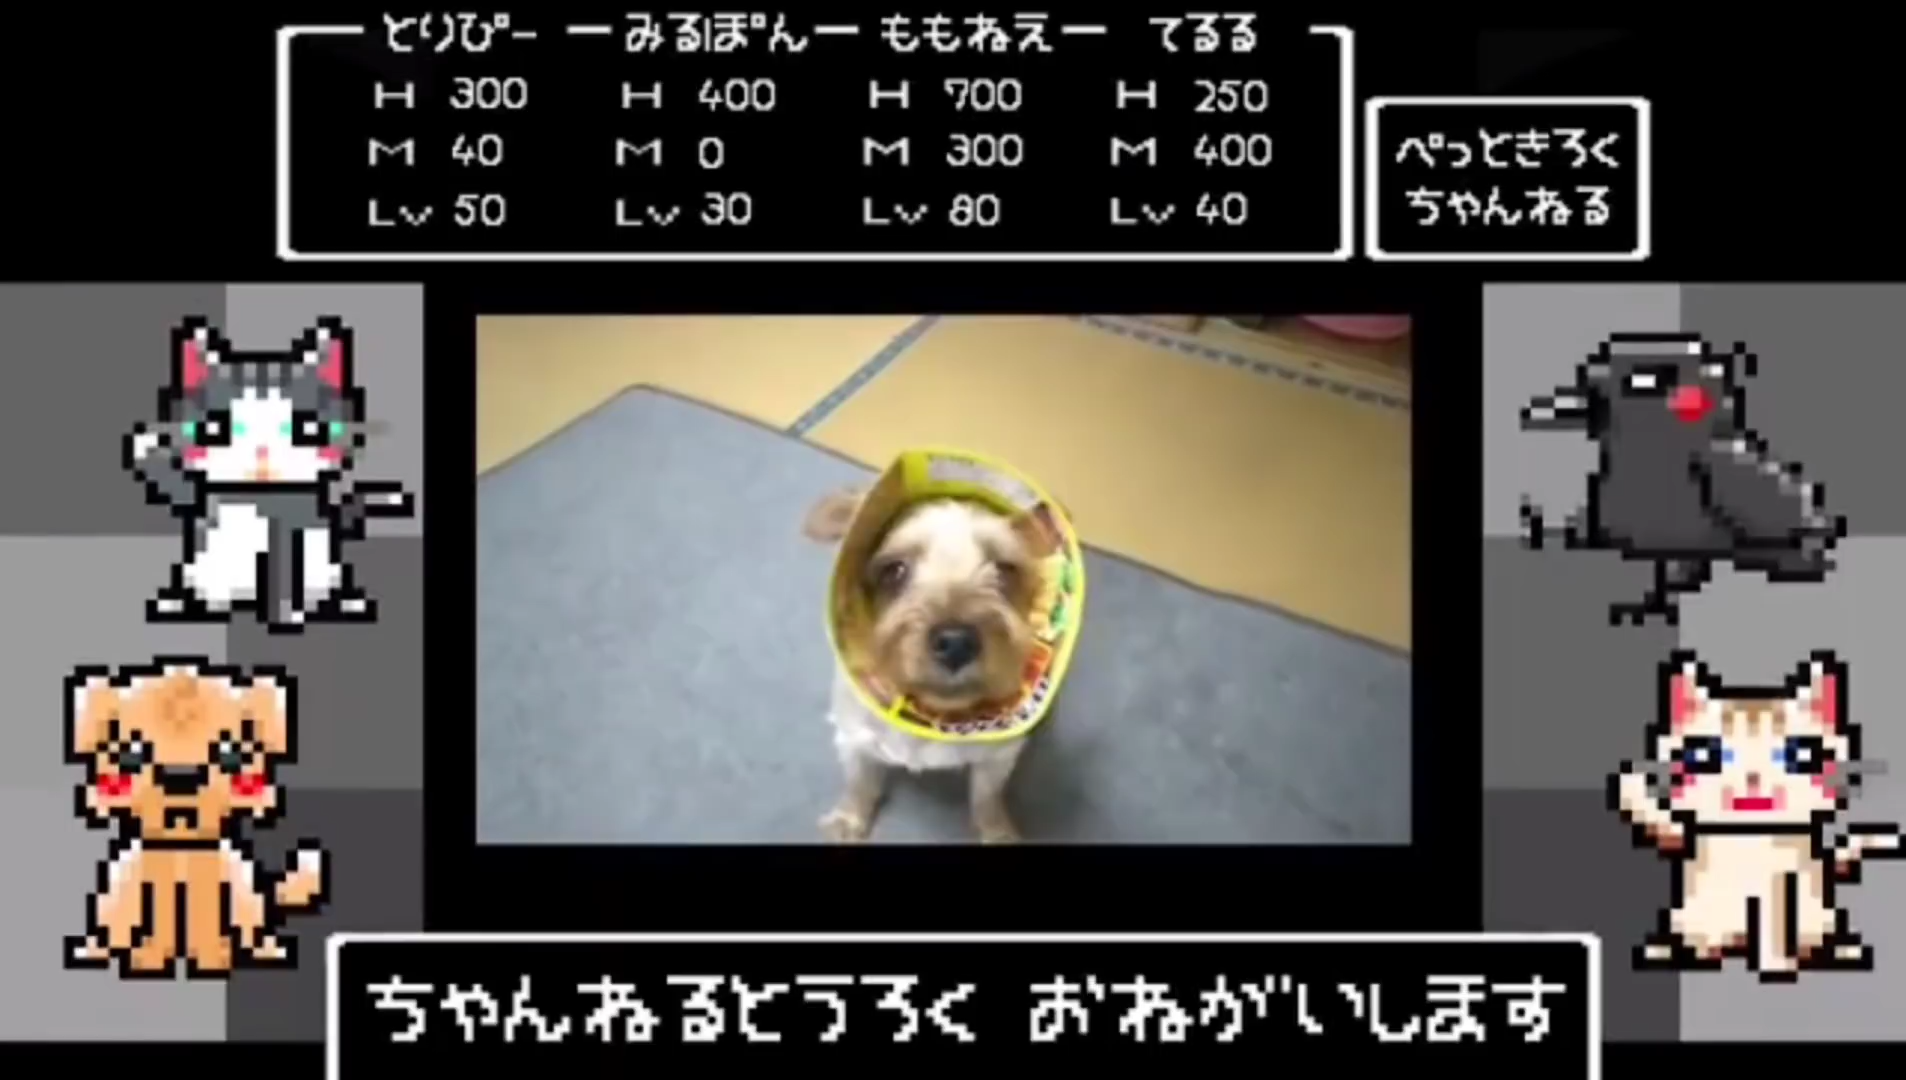 とりぴー みるぽん ももねえ てるる
H 300 H 400 H 700 H 250
M 40 M 0 M 300 M 400
Lv 50 Lv 30 Lv 80 Lv 40
ぺっときろく
ちゃんねる
ちゃんねるとうろく おねがいします